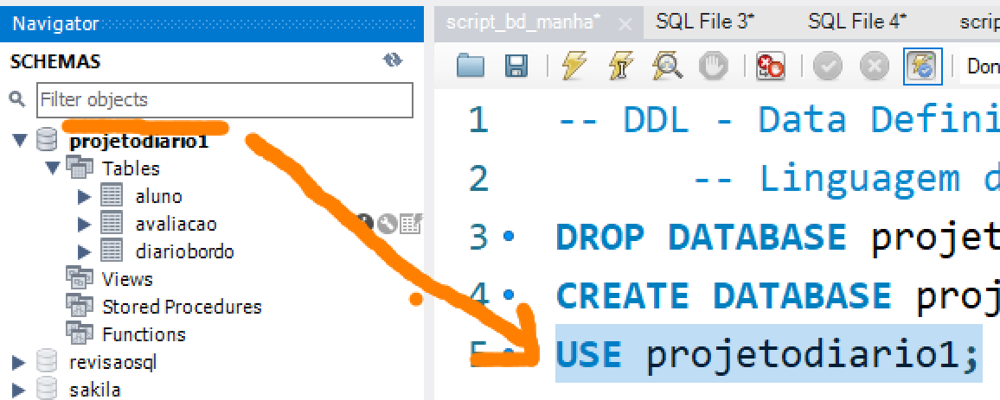 Navigator
SCHEMAS
Filter objects
projetodiario1
Tables
aluno
avaliacao
diariobordo
Views
Stored Procedures
Functions
revisaosql
sakila
script_bd_manha* SQL File 3* SQL File 4* scrip
Don
1 -- DDL - Data Defini
2 -- Linguagem d
3 DROP DATABASE projet
4 CREATE DATABASE proj
5 USE projetodiario1;